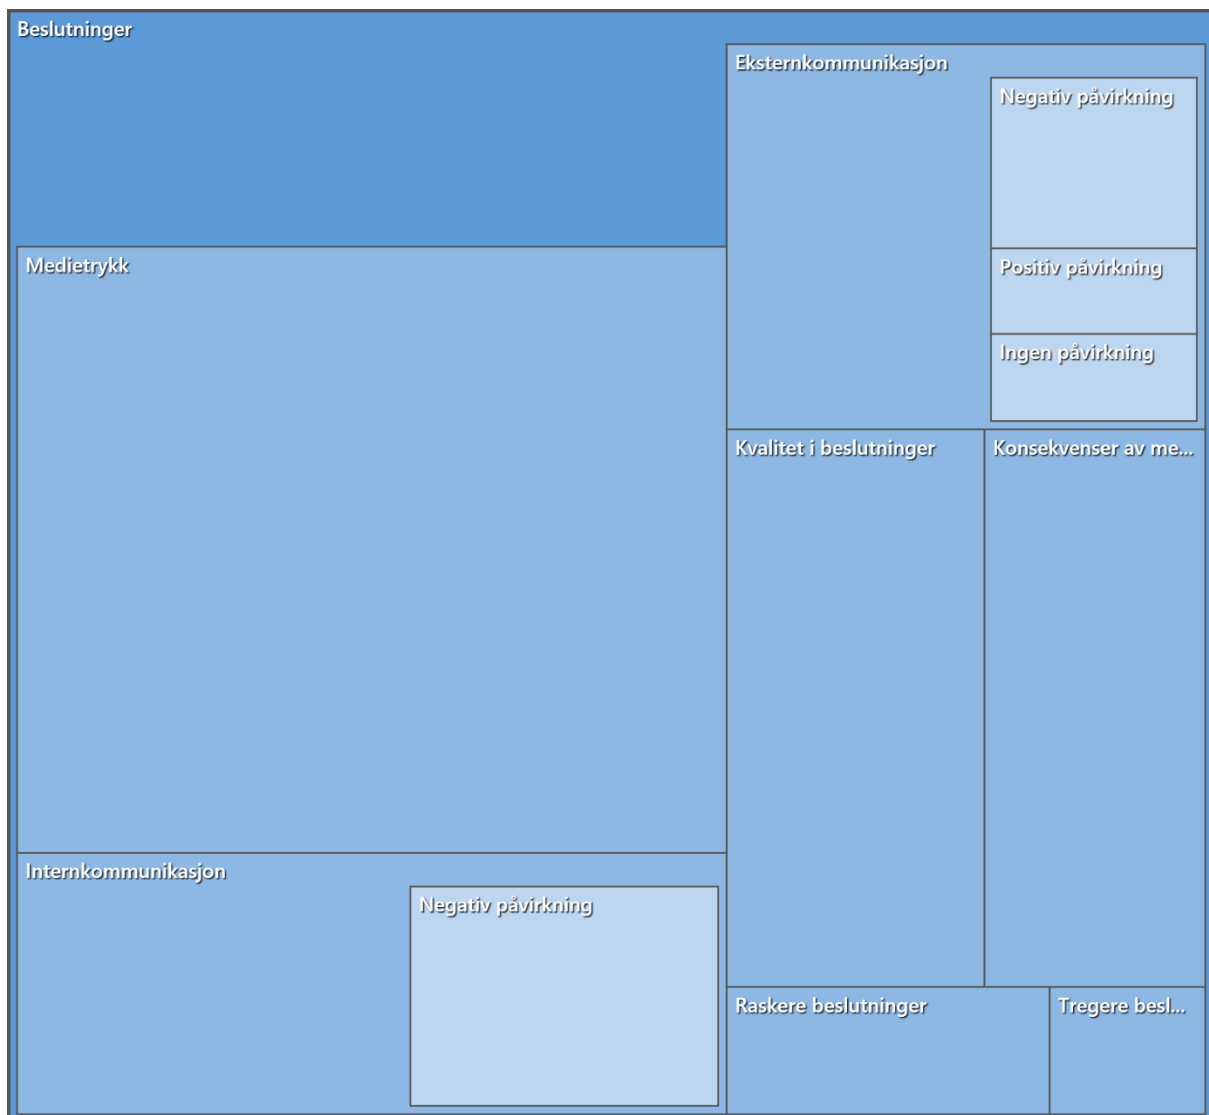 Beslutninger
Eksternkommunikasjon
Negativ påvirkning
Positiv påvirkning
Ingen påvirkning
Medietrykk
Kvalitet i beslutninger
Konsekvenser av me...
Internkommunikasjon
Negativ påvirkning
Raskere beslutninger
Tregere besl...